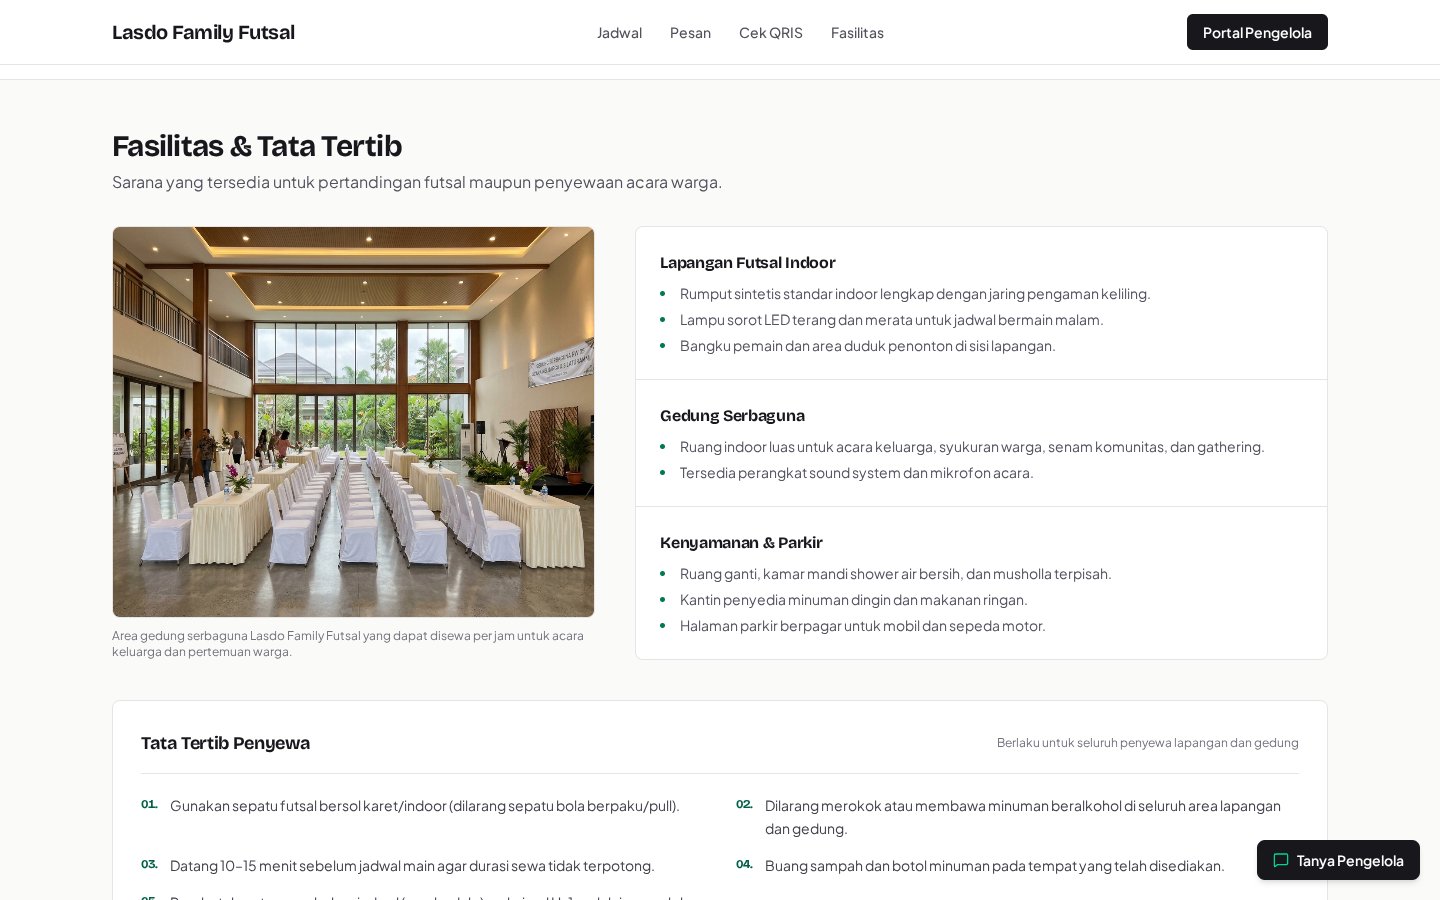 Lasdo Family Futsal
Jadwal
Pesan
Cek QRIS
Fasilitas
Portal Pengelola
Fasilitas & Tata Tertib
Sarana yang tersedia untuk pertandingan futsal maupun penyewaan acara warga.
Area gedung serbaguna Lasdo Family Futsal yang dapat disewa per jam untuk acara
keluarga dan pertemuan warga.
Lapangan Futsal Indoor
Rumput sintetis standar indoor lengkap dengan jaring pengaman keliling.
Lampu sorot LED terang dan merata untuk jadwal bermain malam.
Bangku pemain dan area duduk penonton di sisi lapangan.
Gedung Serbaguna
Ruang indoor luas untuk acara keluarga, syukuran warga, senam komunitas, dan gathering.
Tersedia perangkat sound system dan mikrofon acara.
Kenyamanan & Parkir
Ruang ganti, kamar mandi shower air bersih, dan musholla terpisah.
Kantin penyedia minuman dingin dan makanan ringan.
Halaman parkir berpagar untuk mobil dan sepeda motor.
Tata Tertib Penyewa
Berlaku untuk seluruh penyewa lapangan dan gedung
01. Gunakan sepatu futsal bersol karet/indoor (dilarang sepatu bola berpaku/pull).
02. Dilarang merokok atau membawa minuman beralkohol di seluruh area lapangan
dan gedung.
03. Datang 10–15 menit sebelum jadwal main agar durasi sewa tidak terpotong.
04. Buang sampah dan botol minuman pada tempat yang telah disediakan.
Tanya Pengelola